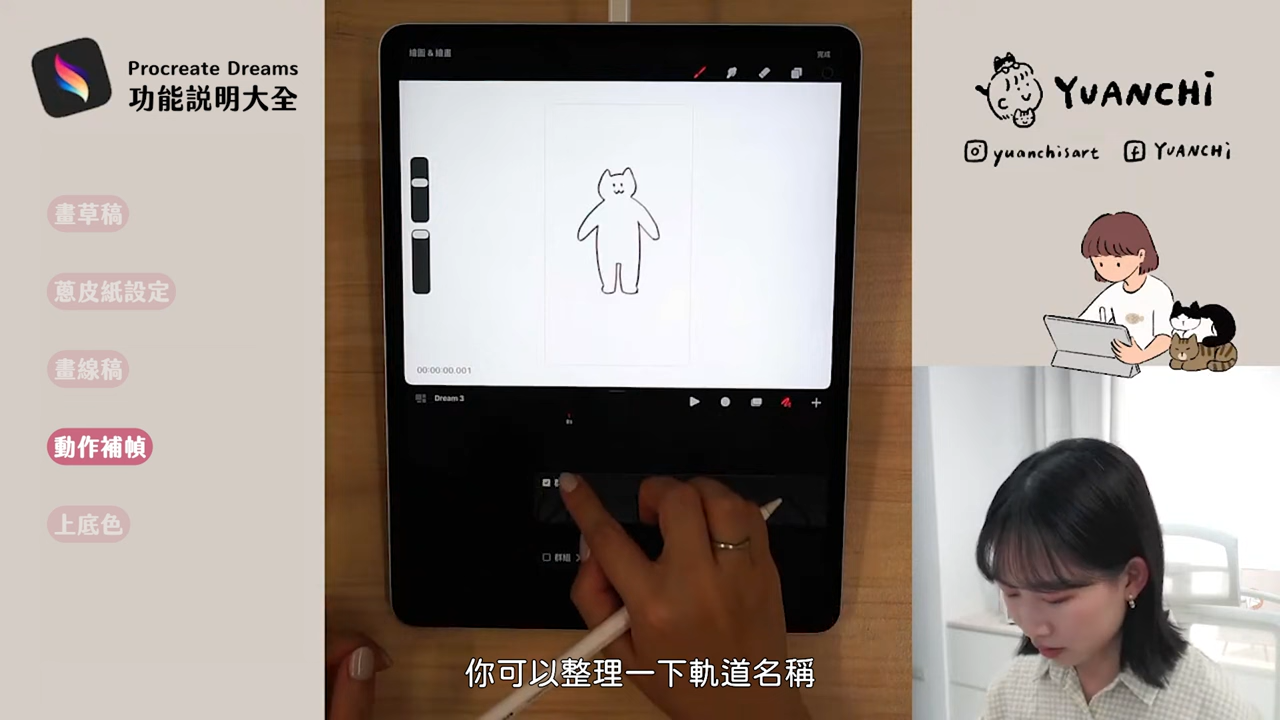 Procreate Dreams
功能說明大全
畫草稿
蔥皮紙設定
畫線稿
動作補幀
上底色
繪圖 & 繪畫
完成
00:00:00.001
Dream 3
群組
YUANCHi
yuanchisart
YUANCHi
你可以整理一下軌道名稱